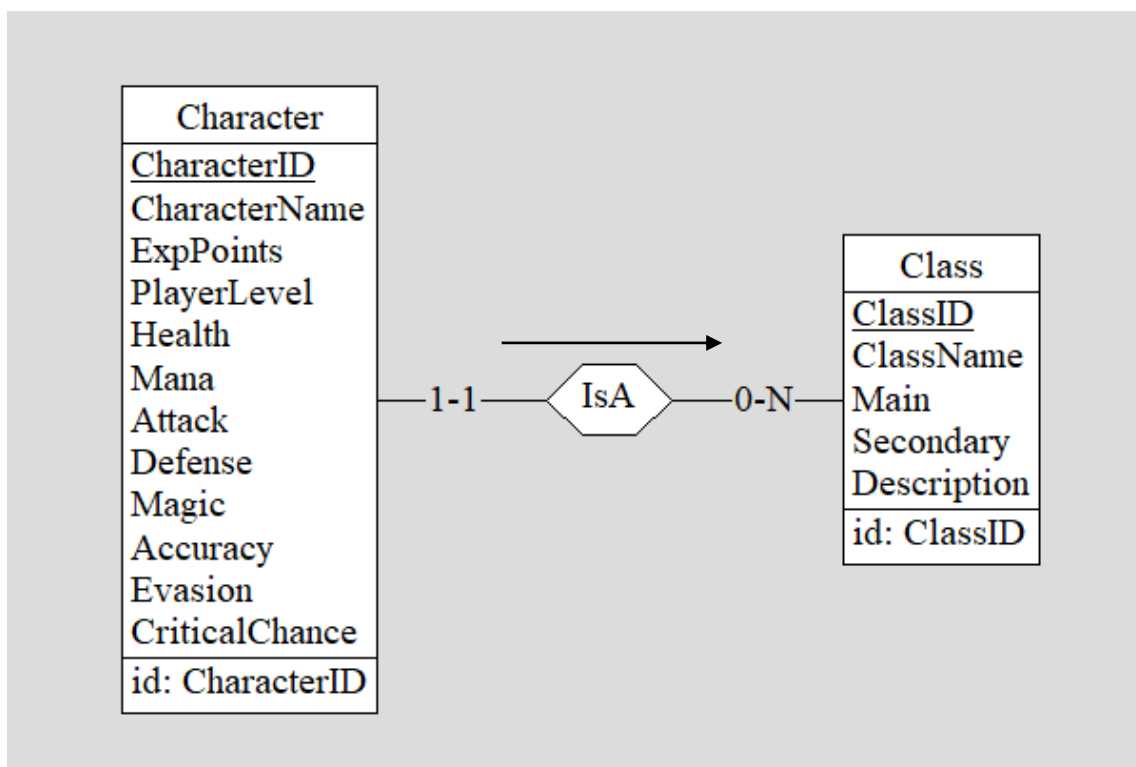 Character
CharacterID
CharacterName
ExpPoints
PlayerLevel
Health
Mana
Attack
Defense
Magic
Accuracy
Evasion
CriticalChance
id: CharacterID
1-1
IsA
0-N
Class
ClassID
ClassName
Main
Secondary
Description
id: ClassID